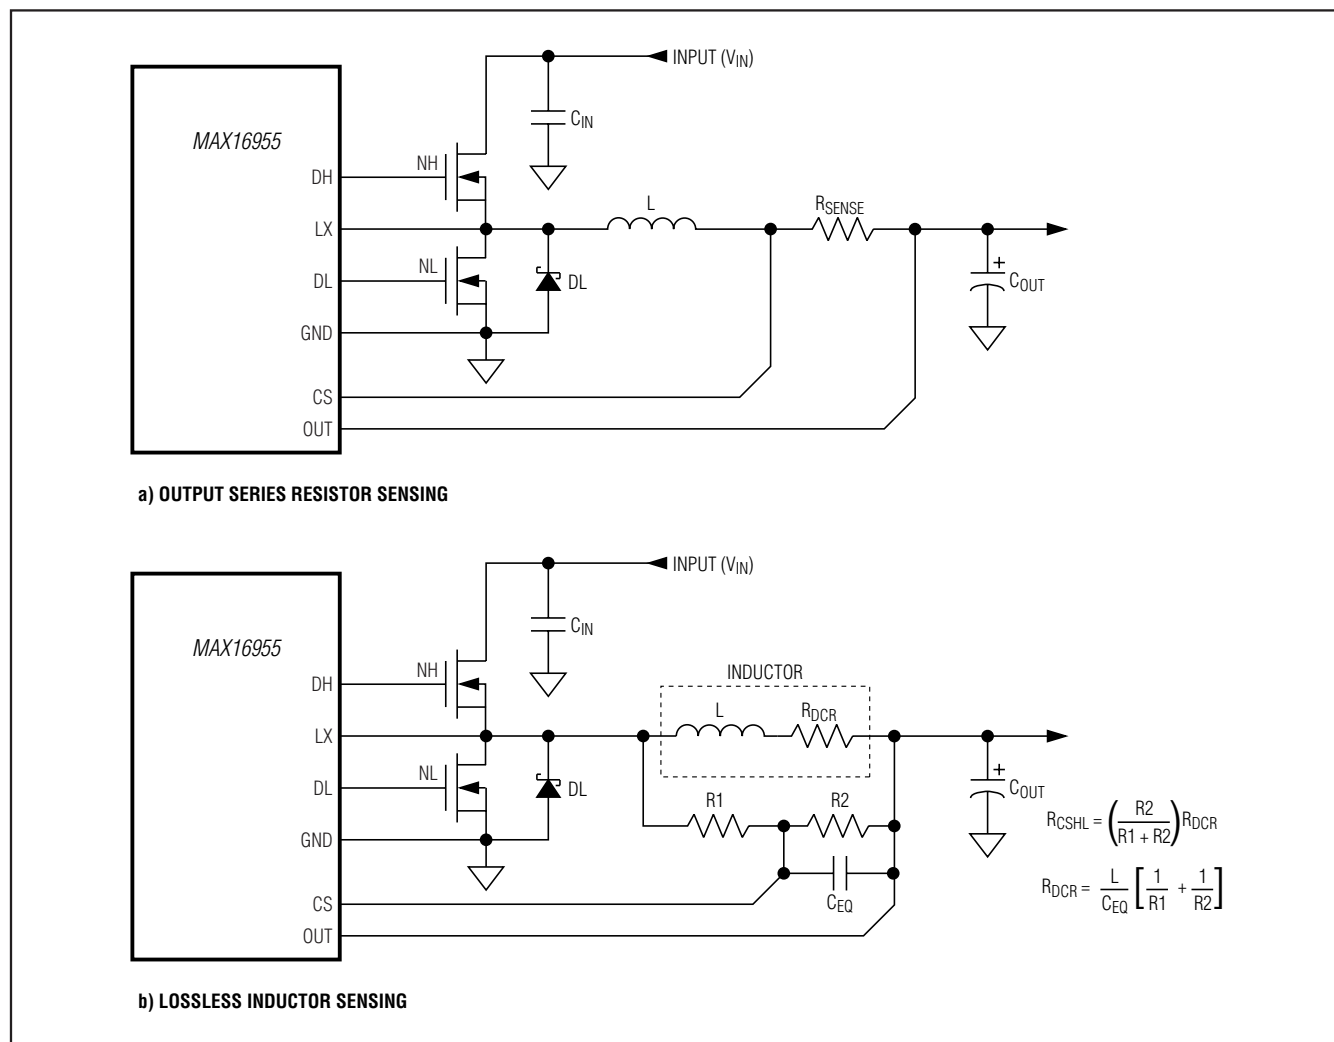 INPUT (VIN)
MAX16955
CIN
NH
DH
L
RSENSE
LX
NL
DL
DL
+
COUT
GND
CS
OUT
a) OUTPUT SERIES RESISTOR SENSING
INPUT (VIN)
CIN
MAX16955
NH
DH
INDUCTOR
L
RDCR
LX
NL
DL
DL
+
COUT
R1
R2
RCSHL = (R2 / R1 + R2) RDCR
GND
CEQ
RDCR = L / CEQ [1 / R1 + 1 / R2]
CS
OUT
b) LOSSLESS INDUCTOR SENSING